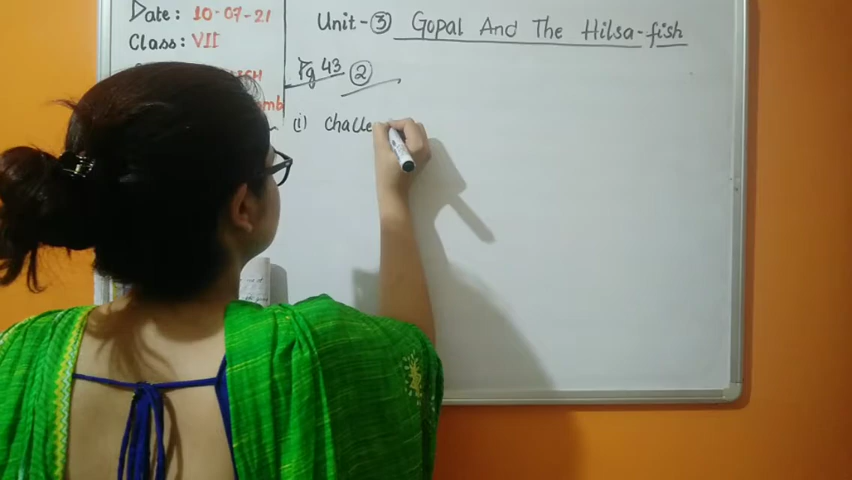 Date: 10-07-21
Unit-③ Gopal And The Hilsa-fish
Class: VII
Pg 43 ②
(i) Challe